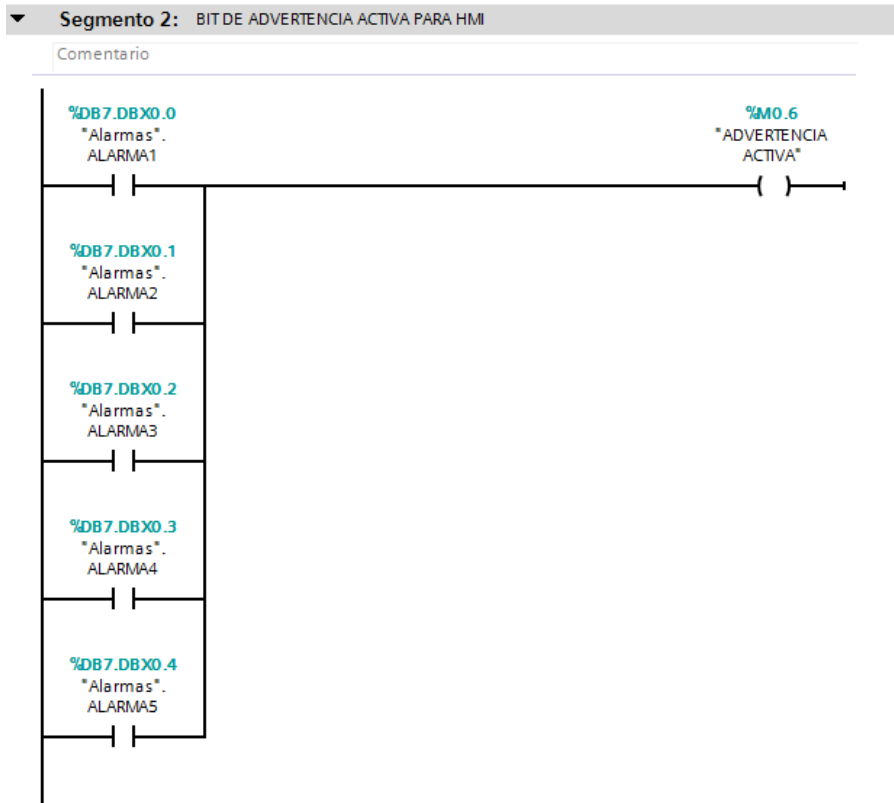 Segmento 2: BIT DE ADVERTENCIA ACTIVA PARA HMI
Comentario
%DB7.DBX0.0
"Alarmas".
ALARMA1
%M0.6
"ADVERTENCIA
ACTIVA"
%DB7.DBX0.1
"Alarmas".
ALARMA2
%DB7.DBX0.2
"Alarmas".
ALARMA3
%DB7.DBX0.3
"Alarmas".
ALARMA4
%DB7.DBX0.4
"Alarmas".
ALARMA5